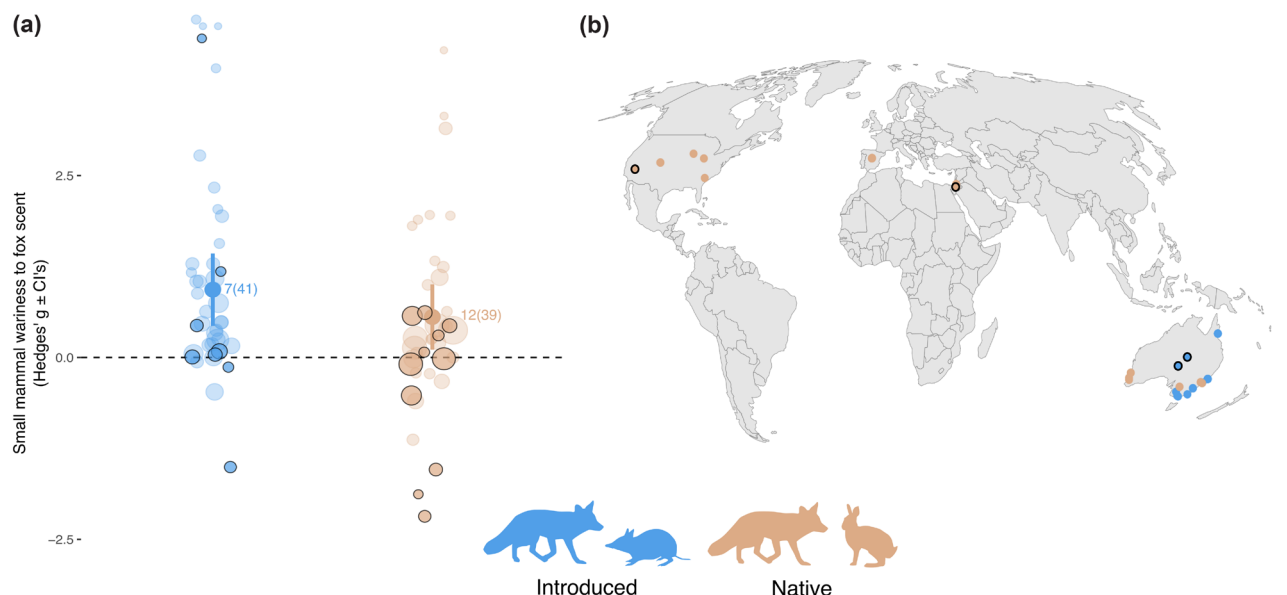 (a)
(b)
Small mammal wariness to fox scent
(Hedges' g ± CI's)
2.5
0.0
−2.5
7(41)
12(39)
Introduced
Native